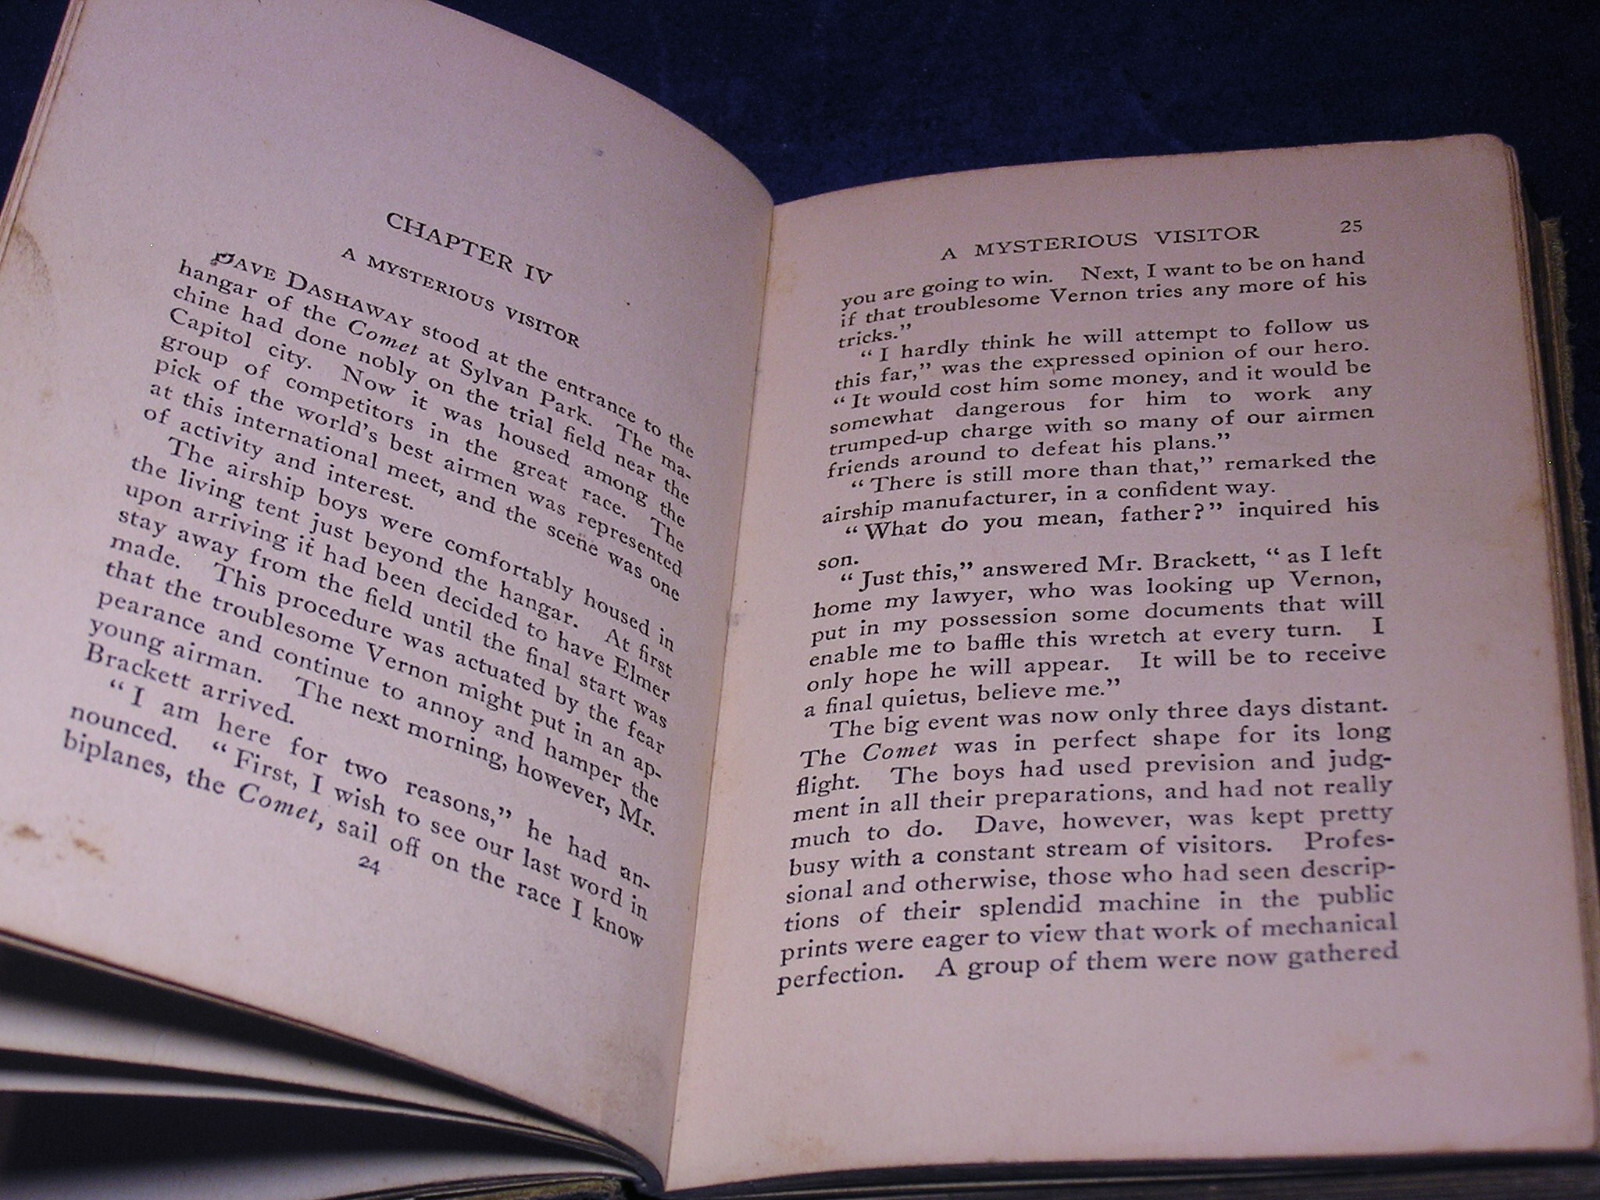 CHAPTER IV
A MYSTERIOUS VISITOR
DAVE DASHAWAY stood at the entrance to the
hangar of the Comet at Sylvan Park. The ma-
chine had done nobly on the trial field near the
Capitol city. Now it was housed among the
group of competitors in the great race. The
pick of the world's best airmen was represented
at this international meet, and the scene was one
of activity and interest.
The airship boys were comfortably housed in
the living tent just beyond the hangar. At first
upon arriving it had been decided to have Elmer
stay away from the field until the final start was
made. This procedure was actuated by the fear
that the troublesome Vernon might put in an ap-
pearance and continue to annoy and hamper the
young airman. The next morning, however, Mr.
Brackett arrived.
“I am here for two reasons,” he had an-
nounced. “First, I wish to see our last word in
biplanes, the Comet, sail off on the race I know
24
A MYSTERIOUS VISITOR 25
you are going to win. Next, I want to be on hand
if that troublesome Vernon tries any more of his
tricks.”
“I hardly think he will attempt to follow us
this far,” was the expressed opinion of our hero.
“It would cost him some money, and it would be
somewhat dangerous for him to work any
trumped-up charge with so many of our airmen
friends around to defeat his plans.”
“There is still more than that,” remarked the
airship manufacturer, in a confident way.
“What do you mean, father?” inquired his
son.
“Just this,” answered Mr. Brackett, “as I left
home my lawyer, who was looking up Vernon,
put in my possession some documents that will
enable me to baffle this wretch at every turn. I
only hope he will appear. It will be to receive
a final quietus, believe me.”
The big event was now only three days distant.
The Comet was in perfect shape for its long
flight. The boys had used prevision and judg-
ment in all their preparations, and had not really
much to do. Dave, however, was kept pretty
busy with a constant stream of visitors. Profes-
sional and otherwise, those who had seen descrip-
tions of their splendid machine in the public
prints were eager to view that work of mechanical
perfection. A group of them were now gathered